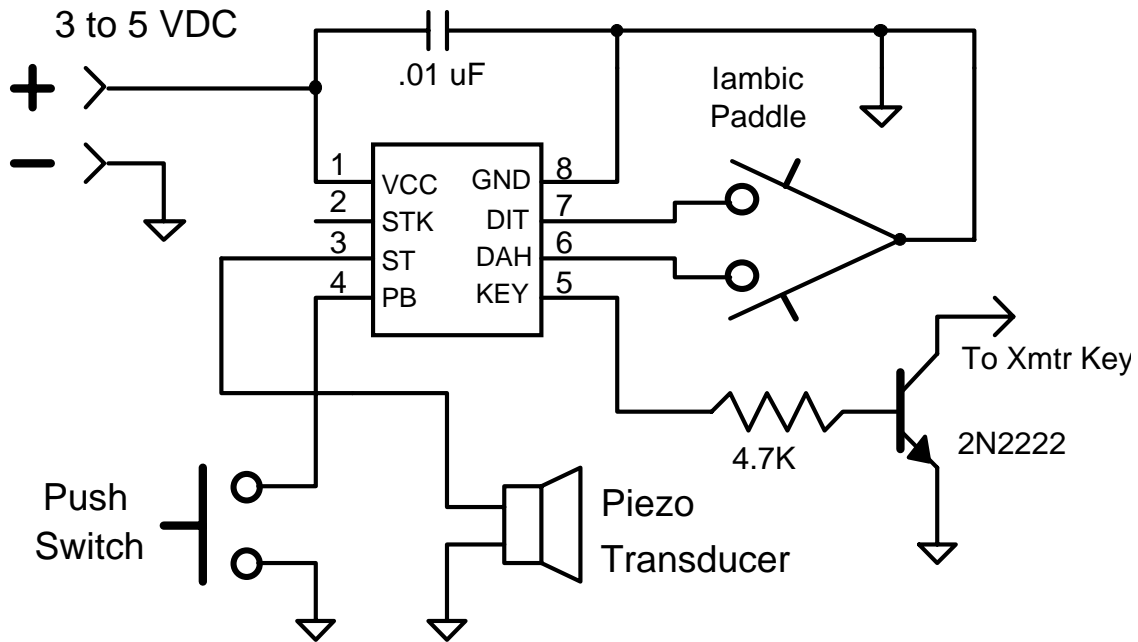 3 to 5 VDC
+
.01 uF
Iambic
Paddle
−
1
VCC
GND
8
2
STK
DIT
7
3
ST
DAH
6
4
PB
KEY
5
To Xmtr Key
4.7K
2N2222
Push
Switch
Piezo
Transducer